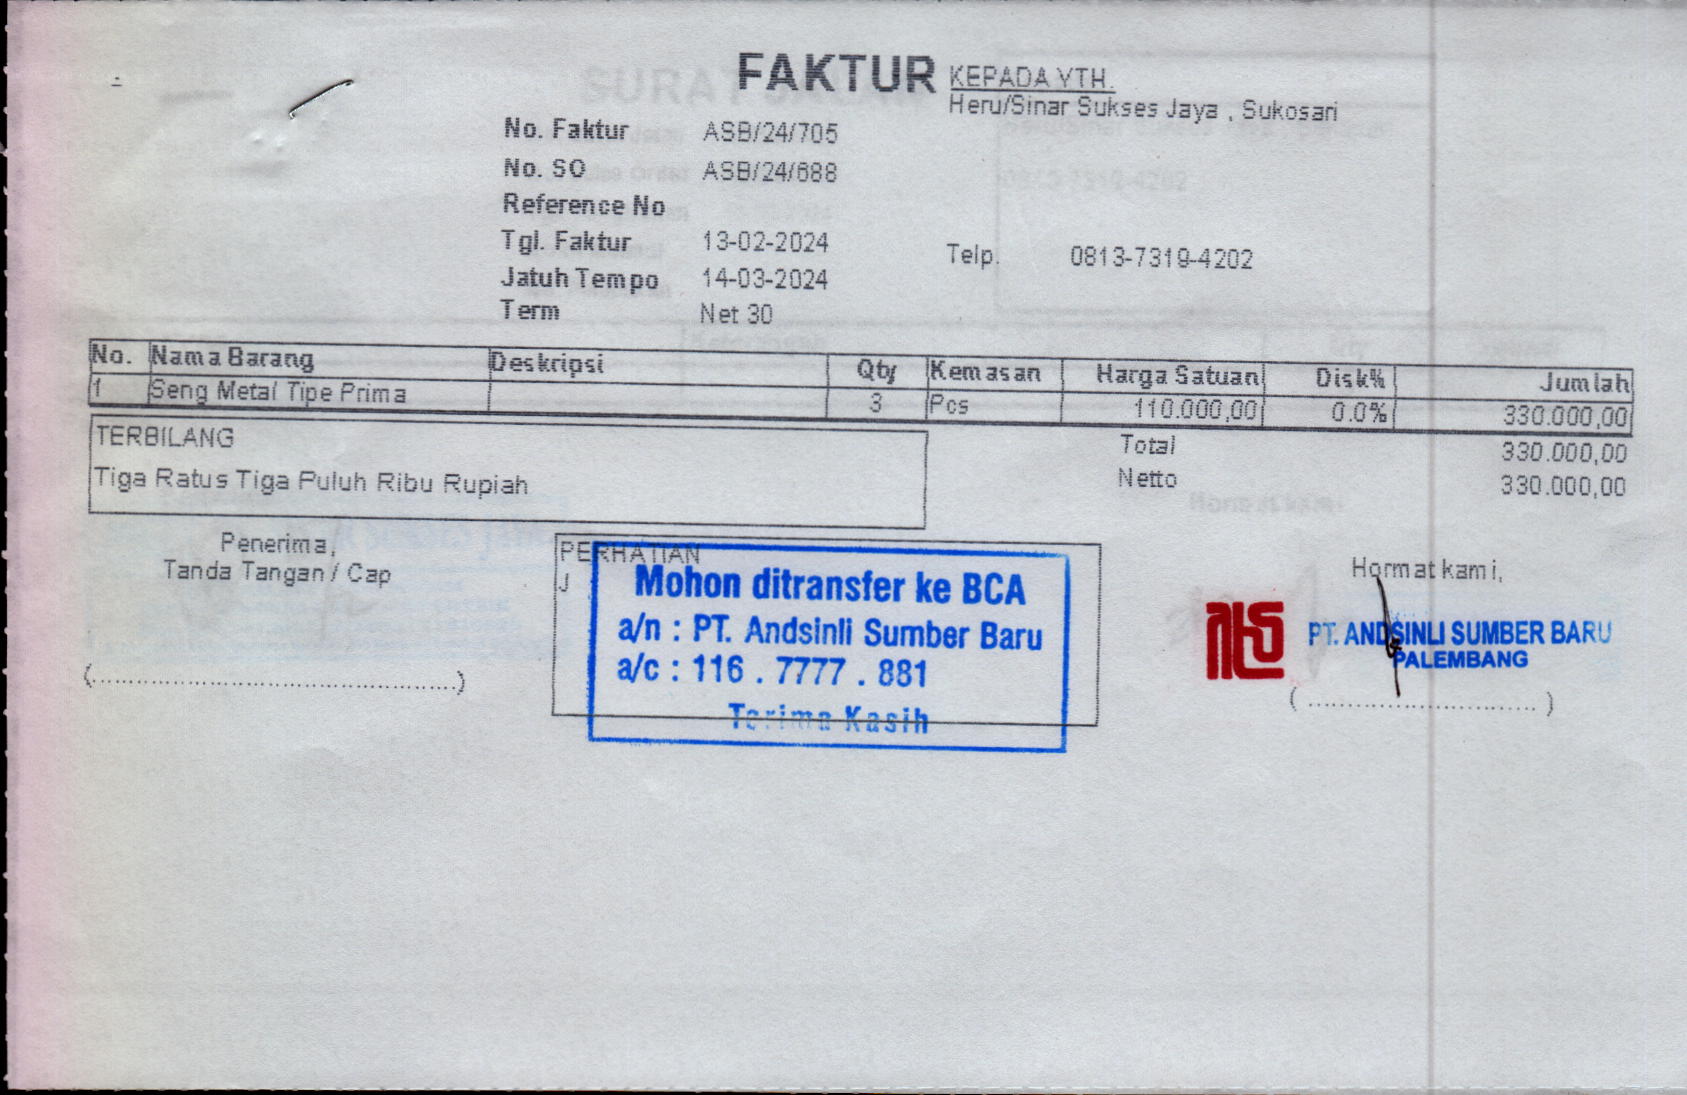 FAKTUR
KEPADA YTH.
Heru/Sinar Sukses Jaya , Sukosari
No. Faktur ASB/24/705
No. SO ASB/24/688
Reference No
Tgl. Faktur 13-02-2024
Telp. 0813-7319-4202
Jatuh Tempo 14-03-2024
Term Net 30
No. Nama Barang Deskripsi Qty Kemasan Harga Satuan Disk% Jumlah
1 Seng Metal Tipe Prima 3 Pcs 110.000,00 0.0% 330.000,00
TERBILANG
Tiga Ratus Tiga Puluh Ribu Rupiah
Total 330.000,00
Netto 330.000,00
Penerima,
Tanda Tangan / Cap
(...............................................)
PERHATIAN
J
Mohon ditransfer ke BCA
a/n : PT. Andsinli Sumber Baru
a/c : 116 . 7777 . 881
Terima Kasih
Hormat kami,
PT. ANDSINLI SUMBER BARU
PALEMBANG
( ............................. )